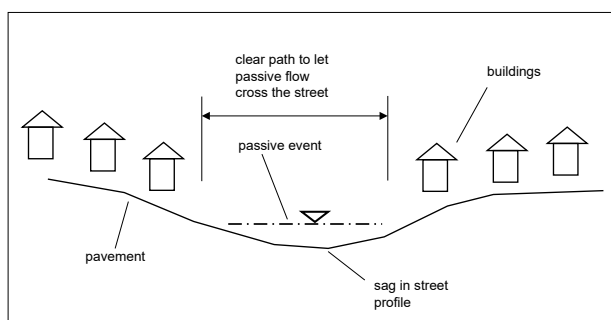 clear path to let
passive flow
cross the street
buildings
passive event
pavement
sag in street
profile